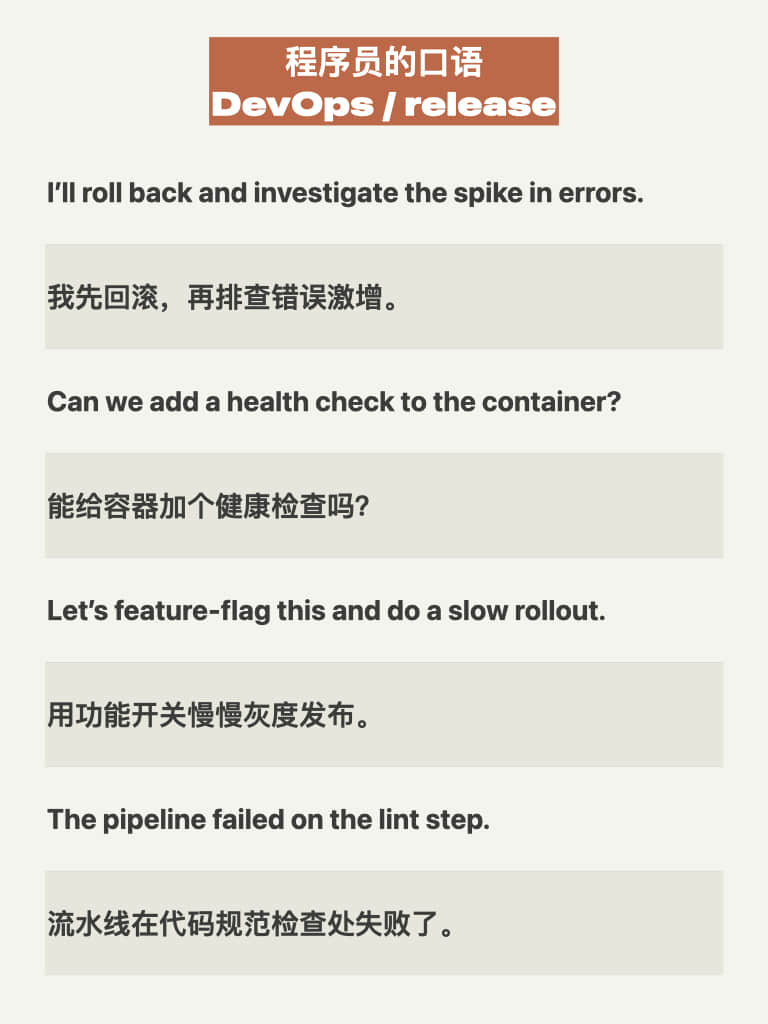 程序员的口语
DevOps / release
I’ll roll back and investigate the spike in errors.
我先回滚，再排查错误激增。
Can we add a health check to the container?
能给容器加个健康检查吗？
Let’s feature-flag this and do a slow rollout.
用功能开关慢慢灰度发布。
The pipeline failed on the lint step.
流水线在代码规范检查处失败了。